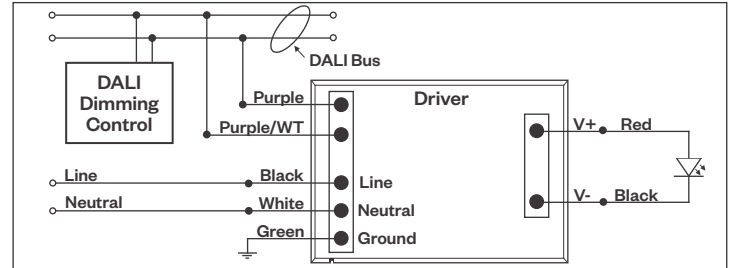 DALI Bus
DALI
Dimming
Control
Purple
Driver
Purple/WT
V+ Red
Line Black Line
Neutral White Neutral
V- Black
Green Ground